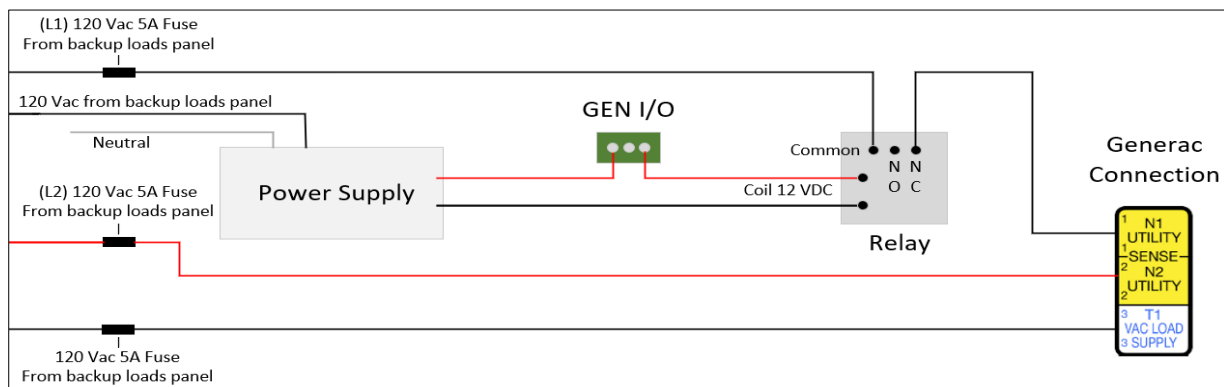 (L1) 120 Vac 5A Fuse
From backup loads panel
120 Vac from backup loads panel
Neutral
Power Supply
GEN I/O
Common
N
O
N
C
Coil 12 VDC
Relay
Generac
Connection
(L2) 120 Vac 5A Fuse
From backup loads panel
1 N1
UTILITY
1 SENSE
2 N2
UTILITY
2
3 T1
VAC LOAD
3 SUPPLY
120 Vac 5A Fuse
From backup loads panel